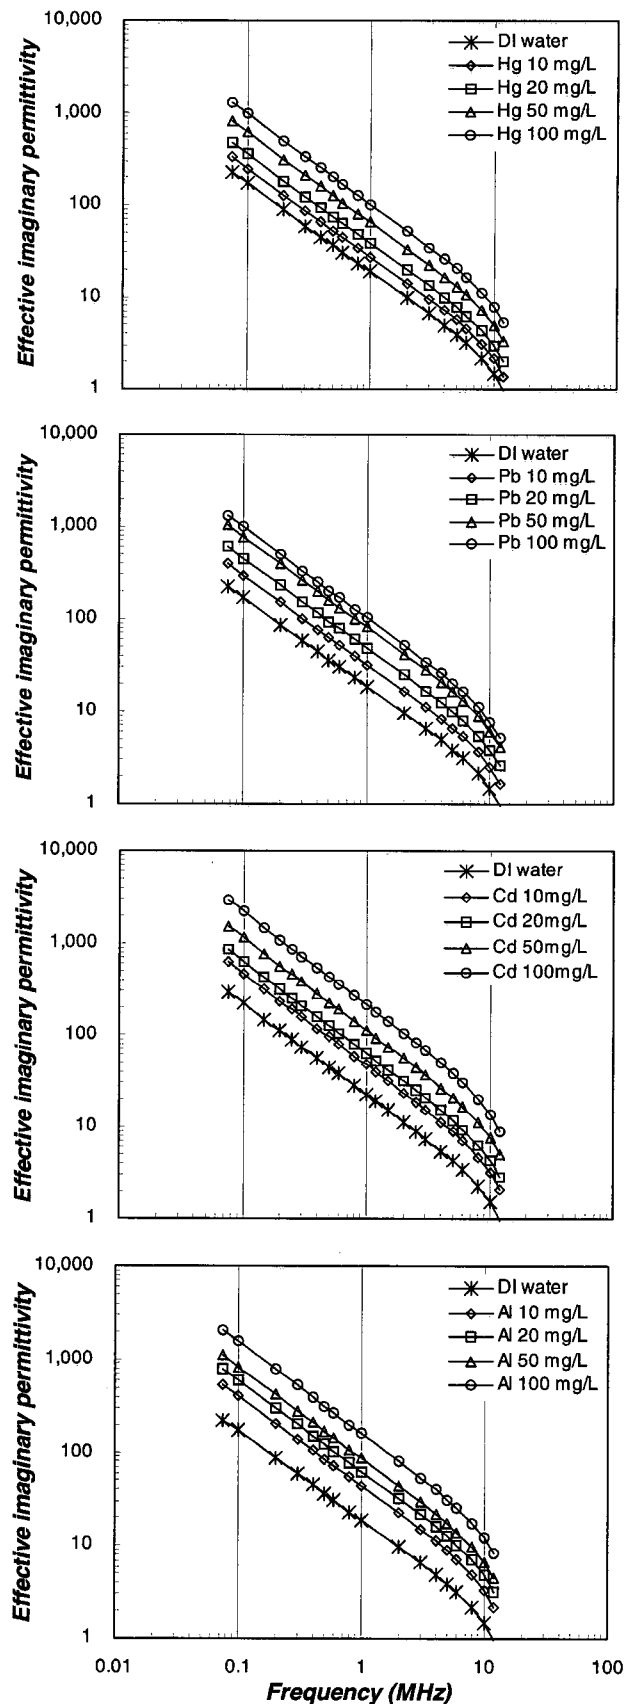 10,000
1,000
100
10
1
Effective imaginary permittivity
DI water
Hg 10 mg/L
Hg 20 mg/L
Hg 50 mg/L
Hg 100 mg/L
10,000
1,000
100
10
1
Effective imaginary permittivity
DI water
Pb 10 mg/L
Pb 20 mg/L
Pb 50 mg/L
Pb 100 mg/L
10,000
1,000
100
10
1
Effective imaginary permittivity
DI water
Cd 10mg/L
Cd 20mg/L
Cd 50mg/L
Cd 100mg/L
10,000
1,000
100
10
1
Effective imaginary permittivity
DI water
Al 10 mg/L
Al 20 mg/L
Al 50 mg/L
Al 100 mg/L
0.01 0.1 1 10 100
Frequency (MHz)